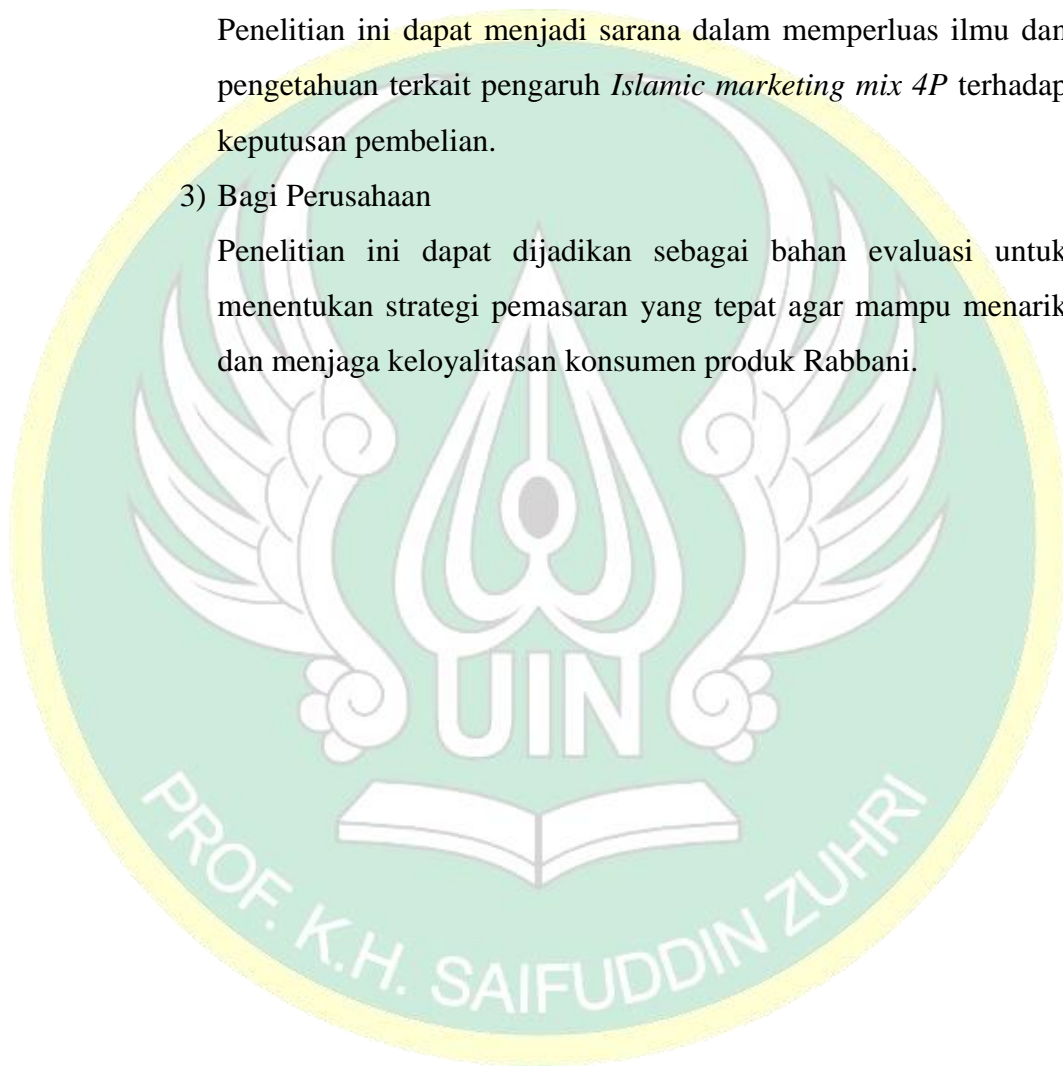 Penelitian ini dapat menjadi sarana dalam memperluas ilmu dan
pengetahuan terkait pengaruh Islamic marketing mix 4P terhadap
keputusan pembelian.
3) Bagi Perusahaan
Penelitian ini dapat dijadikan sebagai bahan evaluasi untuk
menentukan strategi pemasaran yang tepat agar mampu menarik
dan menjaga keloyalitasan konsumen produk Rabbani.
UIN
PROF. K.H. SAIFUDDIN ZUHRI